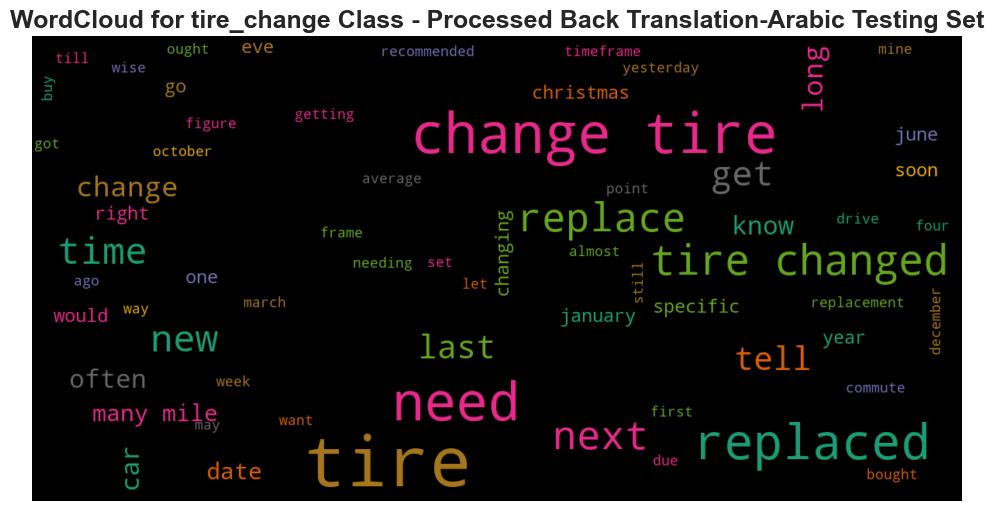 WordCloud for tire_change Class - Processed Back Translation-Arabic Testing Set
till
ought
eve
recommended
timeframe
mine
wise
yesterday
long
buy
go
christmas
figure
getting
change tire
june
got
october
average
get
soon
change
point
right
replace
know
drive
four
frame
changing
time
almost
tire changed
needing
set
ago
one
let
still
way
march
specific
replacement
would
january
december
new
last
year
tell
often
week
need
commute
many mile
may
want
first
next
replaced
car
date
tire
due
bought